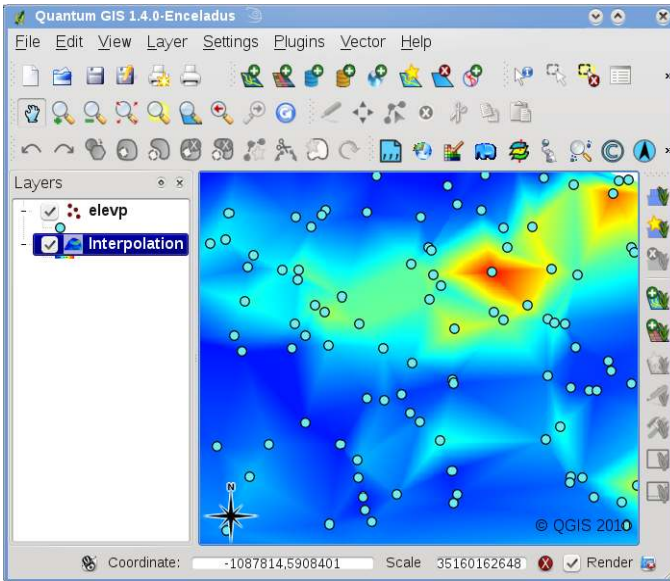 Quantum GIS 1.4.0-Enceladus
File Edit View Layer Settings Plugins Vector Help
Layers
elevp
Interpolation
N
© QGIS 2010
Coordinate: -1087814,5908401 Scale 35160162648 Render